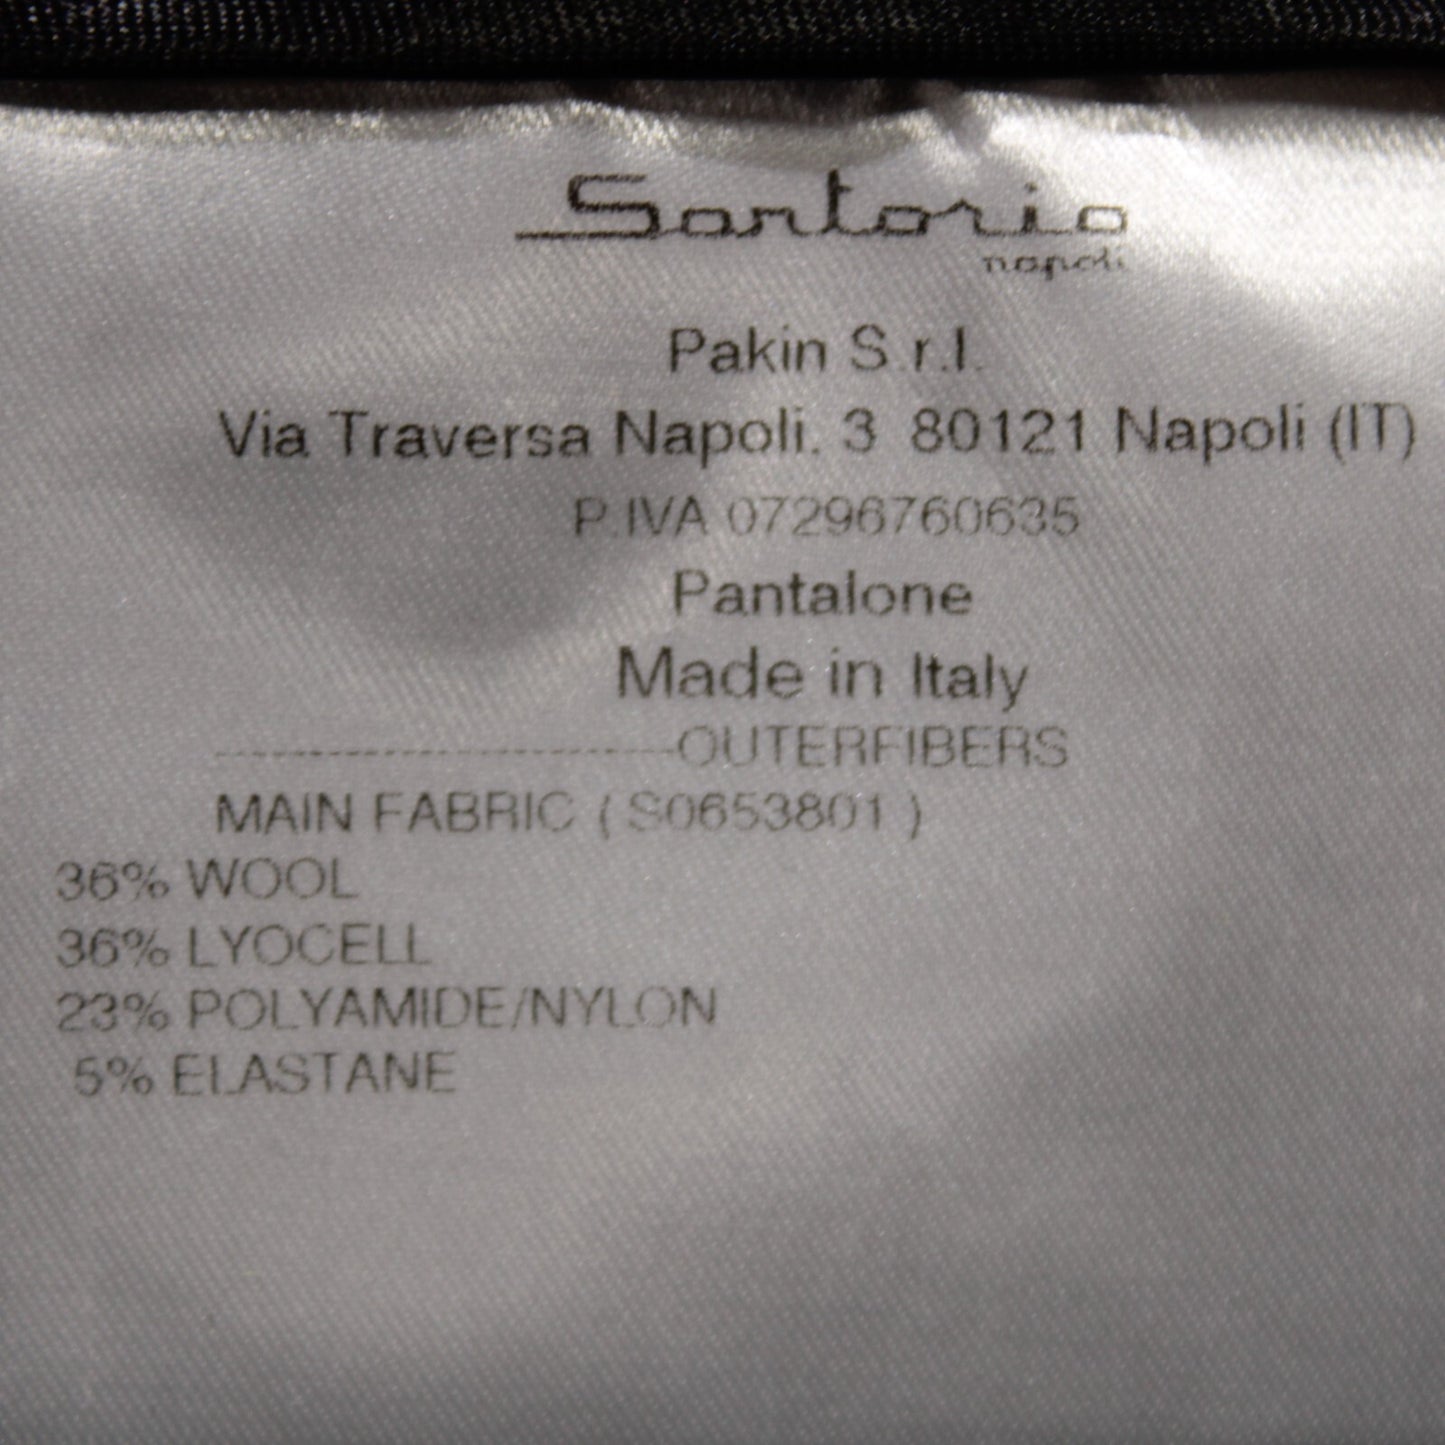 Sartorio
napoli
Pakin S.r.l.
Via Traversa Napoli, 3 80121 Napoli (IT)
P.IVA 07296760635
Pantalone
Made in Italy
-------------------------OUTERFIBERS
MAIN FABRIC ( S0653801 )
36% WOOL
36% LYOCELL
23% POLYAMIDE/NYLON
5% ELASTANE